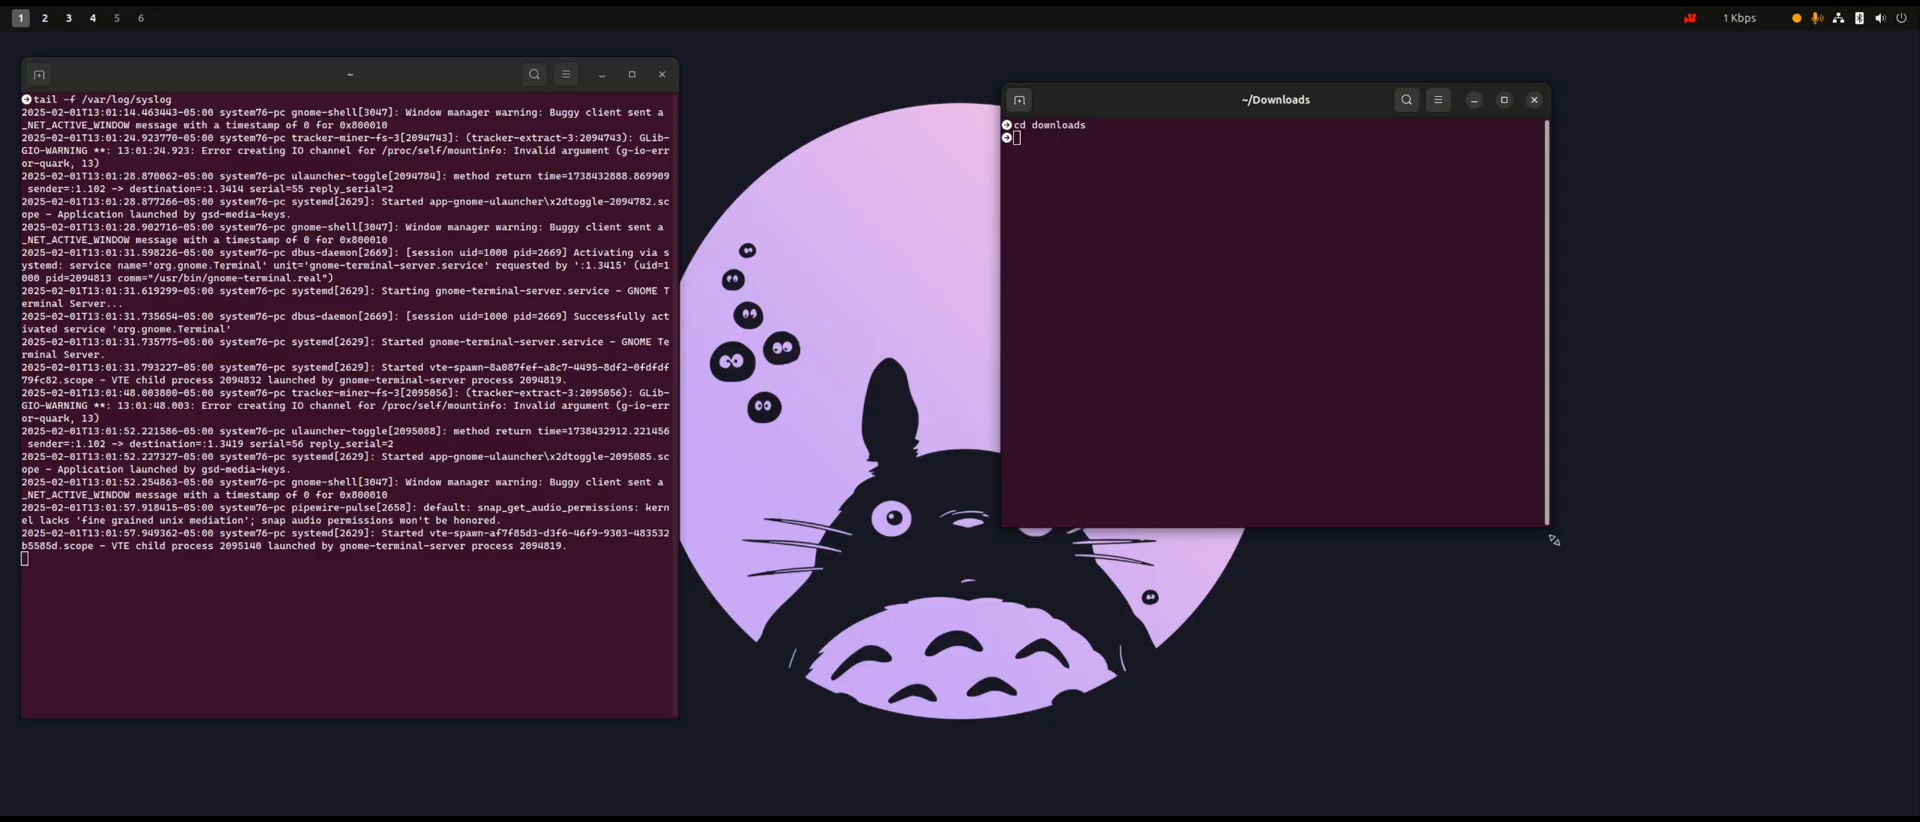 1 2 3 4 5 6
1 Kbps
~
tail -f /var/log/syslog
2025-02-01T13:01:14.463443-05:00 system76-pc gnome-shell[3047]: Window manager warning: Buggy client sent a
_NET_ACTIVE_WINDOW message with a timestamp of 0 for 0x800010
2025-02-01T13:01:24.923770-05:00 system76-pc tracker-miner-fs-3[2094743]: (tracker-extract-3:2094743): GLib-
GIO-WARNING **: 13:01:24.923: Error creating IO channel for /proc/self/mountinfo: Invalid argument (g-io-err
or-quark, 13)
2025-02-01T13:01:28.870062-05:00 system76-pc ulauncher-toggle[2094784]: method return time=1738432888.869909
sender=:1.102 -> destination=:1.3414 serial=55 reply_serial=2
2025-02-01T13:01:28.877266-05:00 system76-pc systemd[2629]: Started app-gnome-ulauncher\x2dtoggle-2094782.sc
ope - Application launched by gsd-media-keys.
2025-02-01T13:01:28.902716-05:00 system76-pc gnome-shell[3047]: Window manager warning: Buggy client sent a
_NET_ACTIVE_WINDOW message with a timestamp of 0 for 0x800010
2025-02-01T13:01:31.598226-05:00 system76-pc dbus-daemon[2669]: [session uid=1000 pid=2669] Activating via s
ystemd: service name='org.gnome.Terminal' unit='gnome-terminal-server.service' requested by ':1.3415' (uid=1
000 pid=2094813 comm="/usr/bin/gnome-terminal.real")
2025-02-01T13:01:31.619299-05:00 system76-pc systemd[2629]: Starting gnome-terminal-server.service - GNOME T
erminal Server...
2025-02-01T13:01:31.735654-05:00 system76-pc dbus-daemon[2669]: [session uid=1000 pid=2669] Successfully act
ivated service 'org.gnome.Terminal'
2025-02-01T13:01:31.735775-05:00 system76-pc systemd[2629]: Started gnome-terminal-server.service - GNOME Te
rminal Server.
2025-02-01T13:01:31.793227-05:00 system76-pc systemd[2629]: Started vte-spawn-8a087fef-a8c7-4495-8df2-0fdfdf
79fc82.scope - VTE child process 2094832 launched by gnome-terminal-server process 2094819.
2025-02-01T13:01:48.003800-05:00 system76-pc tracker-miner-fs-3[2095056]: (tracker-extract-3:2095056): GLib-
GIO-WARNING **: 13:01:48.003: Error creating IO channel for /proc/self/mountinfo: Invalid argument (g-io-err
or-quark, 13)
2025-02-01T13:01:52.221586-05:00 system76-pc ulauncher-toggle[2095088]: method return time=1738432912.221456
sender=:1.102 -> destination=:1.3419 serial=56 reply_serial=2
2025-02-01T13:01:52.227327-05:00 system76-pc systemd[2629]: Started app-gnome-ulauncher\x2dtoggle-2095085.sc
ope - Application launched by gsd-media-keys.
2025-02-01T13:01:52.254863-05:00 system76-pc gnome-shell[3047]: Window manager warning: Buggy client sent a
_NET_ACTIVE_WINDOW message with a timestamp of 0 for 0x800010
2025-02-01T13:01:57.918415-05:00 system76-pc pipewire-pulse[2658]: default: snap_get_audio_permissions: kern
el lacks 'fine grained unix mediation'; snap audio permissions won't be honored.
2025-02-01T13:01:57.949362-05:00 system76-pc systemd[2629]: Started vte-spawn-af7f85d3-d3f6-46f9-9303-483532
b5585d.scope - VTE child process 2095140 launched by gnome-terminal-server process 2094819.
~/Downloads
cd downloads